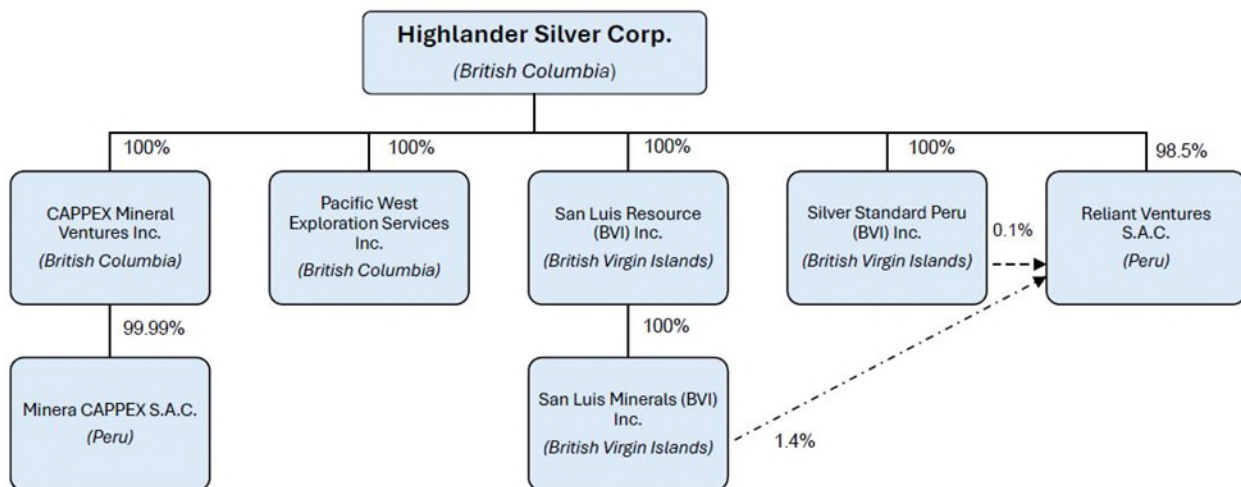 Highlander Silver Corp.
(British Columbia)
100%
100%
100%
100%
98.5%
CAPPEX Mineral
Ventures Inc.
(British Columbia)
Pacific West
Exploration Services
Inc.
(British Columbia)
San Luis Resource
(BVI) Inc.
(British Virgin Islands)
Silver Standard Peru
(BVI) Inc.
(British Virgin Islands)
0.1%
Reliant Ventures
S.A.C.
(Peru)
99.99%
100%
Minera CAPPEX S.A.C.
(Peru)
San Luis Minerals (BVI)
Inc.
(British Virgin Islands)
1.4%